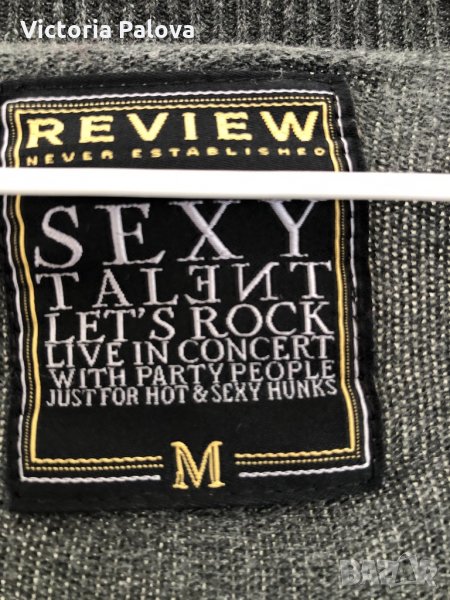 Victoria Palova
REVIEW
NEVER ESTABLISHED
SEXY
TALENT
LET'S ROCK
LIVE IN CONCERT
WITH PARTY PEOPLE
JUST FOR HOT & SEXY HUNKS
M
BAZAR